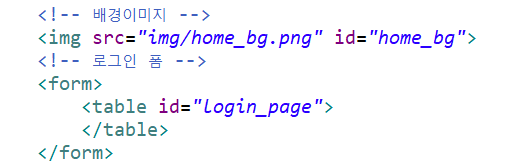 <!-- 배경이미지 -->
<img src="img/home_bg.png" id="home_bg">
<!-- 로그인 폼 -->
<form>
    <table id="login_page">
    </table>
</form>